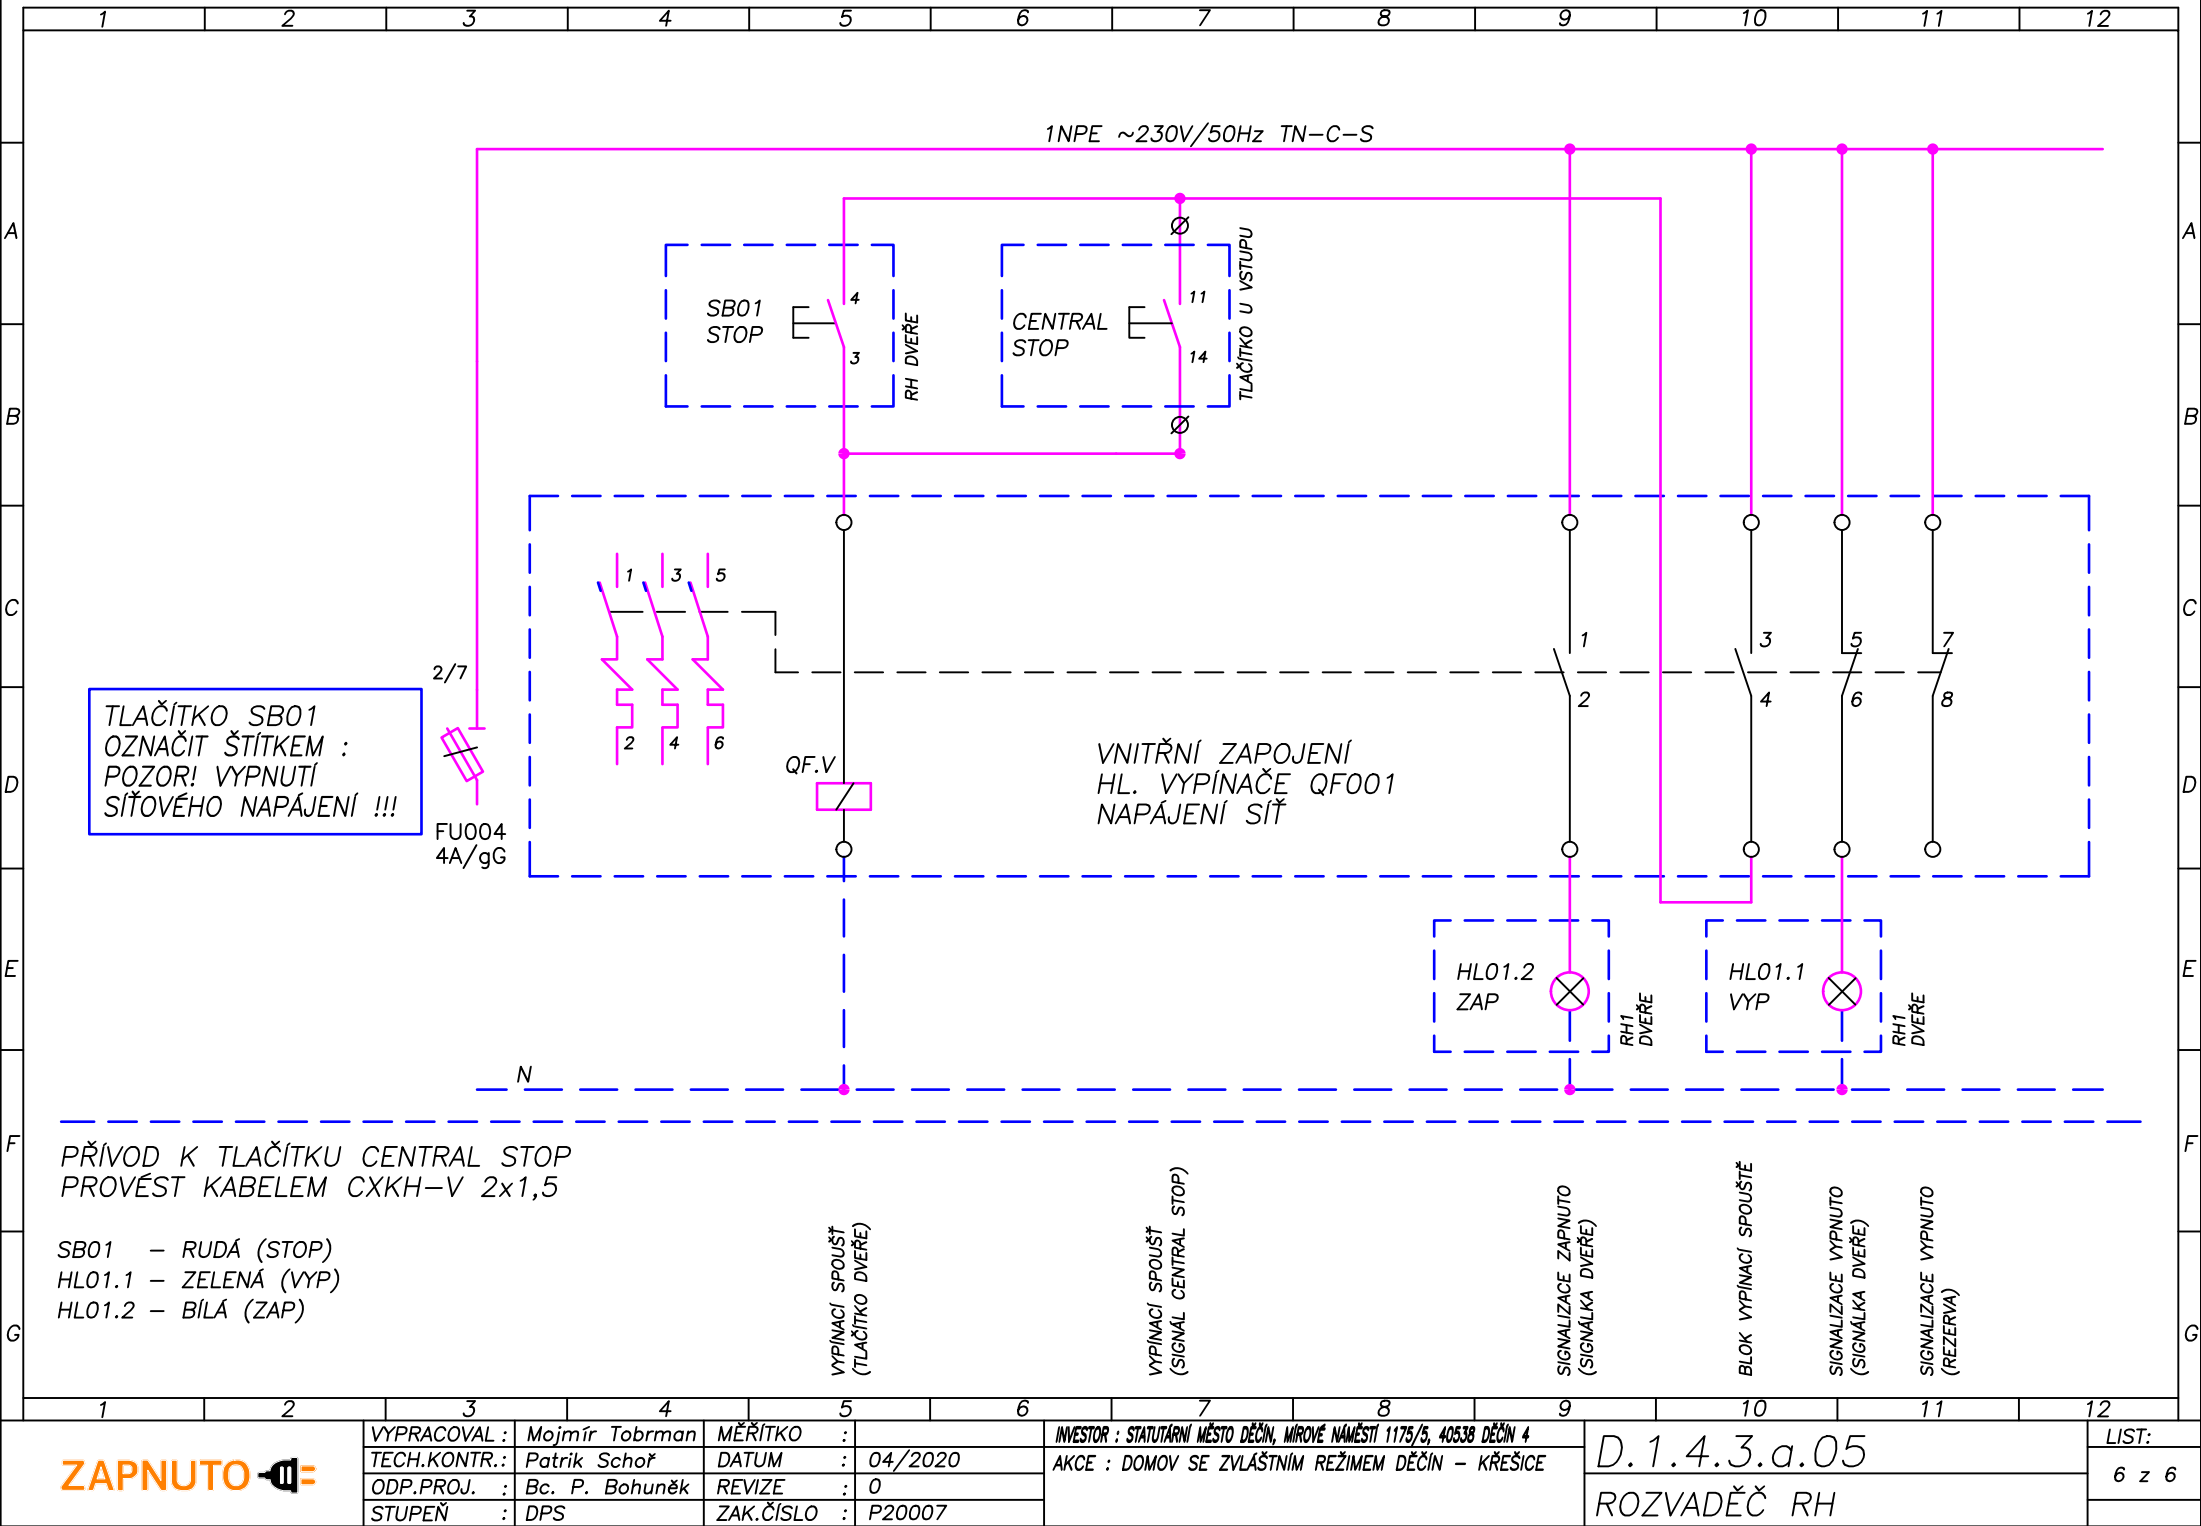 1 2 3 4 5 6 7 8 9 10 11 12
1NPE ~230V/50Hz TN-C-S
A A
B B
C C
D D
E E
F F
G G
SB01
STOP
4
3
RH DVEŘE
CENTRAL
STOP
11
14
TLAČÍTKO U VSTUPU
1 3 5
2 4 6
2/7
FU004
4A/gG
TLAČÍTKO SB01
OZNAČIT ŠTÍTKEM :
POZOR! VYPNUTÍ
SÍŤOVÉHO NAPÁJENÍ !!!
QF.V
VNITŘNÍ ZAPOJENÍ
HL. VYPÍNAČE QF001
NAPÁJENÍ SÍŤ
1 3 5 7
2 4 6 8
HL01.2
ZAP
RH1
DVEŘE
HL01.1
VYP
RH1
DVEŘE
N
PŘÍVOD K TLAČÍTKU CENTRAL STOP
PROVÉST KABELEM CXKH-V 2x1,5
SB01 - RUDÁ (STOP)
HL01.1 - ZELENÁ (VYP)
HL01.2 - BÍLÁ (ZAP)
VYPÍNACÍ SPOUŠŤ
(TLAČÍTKO DVEŘE)
VYPÍNACÍ SPOUŠŤ
(SIGNÁL CENTRAL STOP)
SIGNALIZACE ZAPNUTO
(SIGNÁLKA DVEŘE)
BLOK VYPÍNACÍ SPOUŠTĚ
SIGNALIZACE VYPNUTO
(SIGNÁLKA DVEŘE)
SIGNALIZACE VYPNUTO
(REZERVA)
1 2 3 4 5 6 7 8 9 10 11 12
ZAPNUTO
VYPRACOVAL : Mojmír Tobrman MĚŘÍTKO :
TECH.KONTR.: Patrik Schoř DATUM : 04/2020
ODP.PROJ. : Bc. P. Bohuněk REVIZE : 0
STUPEŇ : DPS ZAK.ČÍSLO : P20007
INVESTOR : STATUTÁRNÍ MĚSTO DĚČÍN, MÍROVÉ NÁMĚSTÍ 1175/5, 40538 DĚČÍN 4
AKCE : DOMOV SE ZVLÁŠTNÍM REŽIMEM DĚČÍN - KŘEŠICE
D.1.4.3.a.05
ROZVADĚČ RH
LIST:
6 z 6